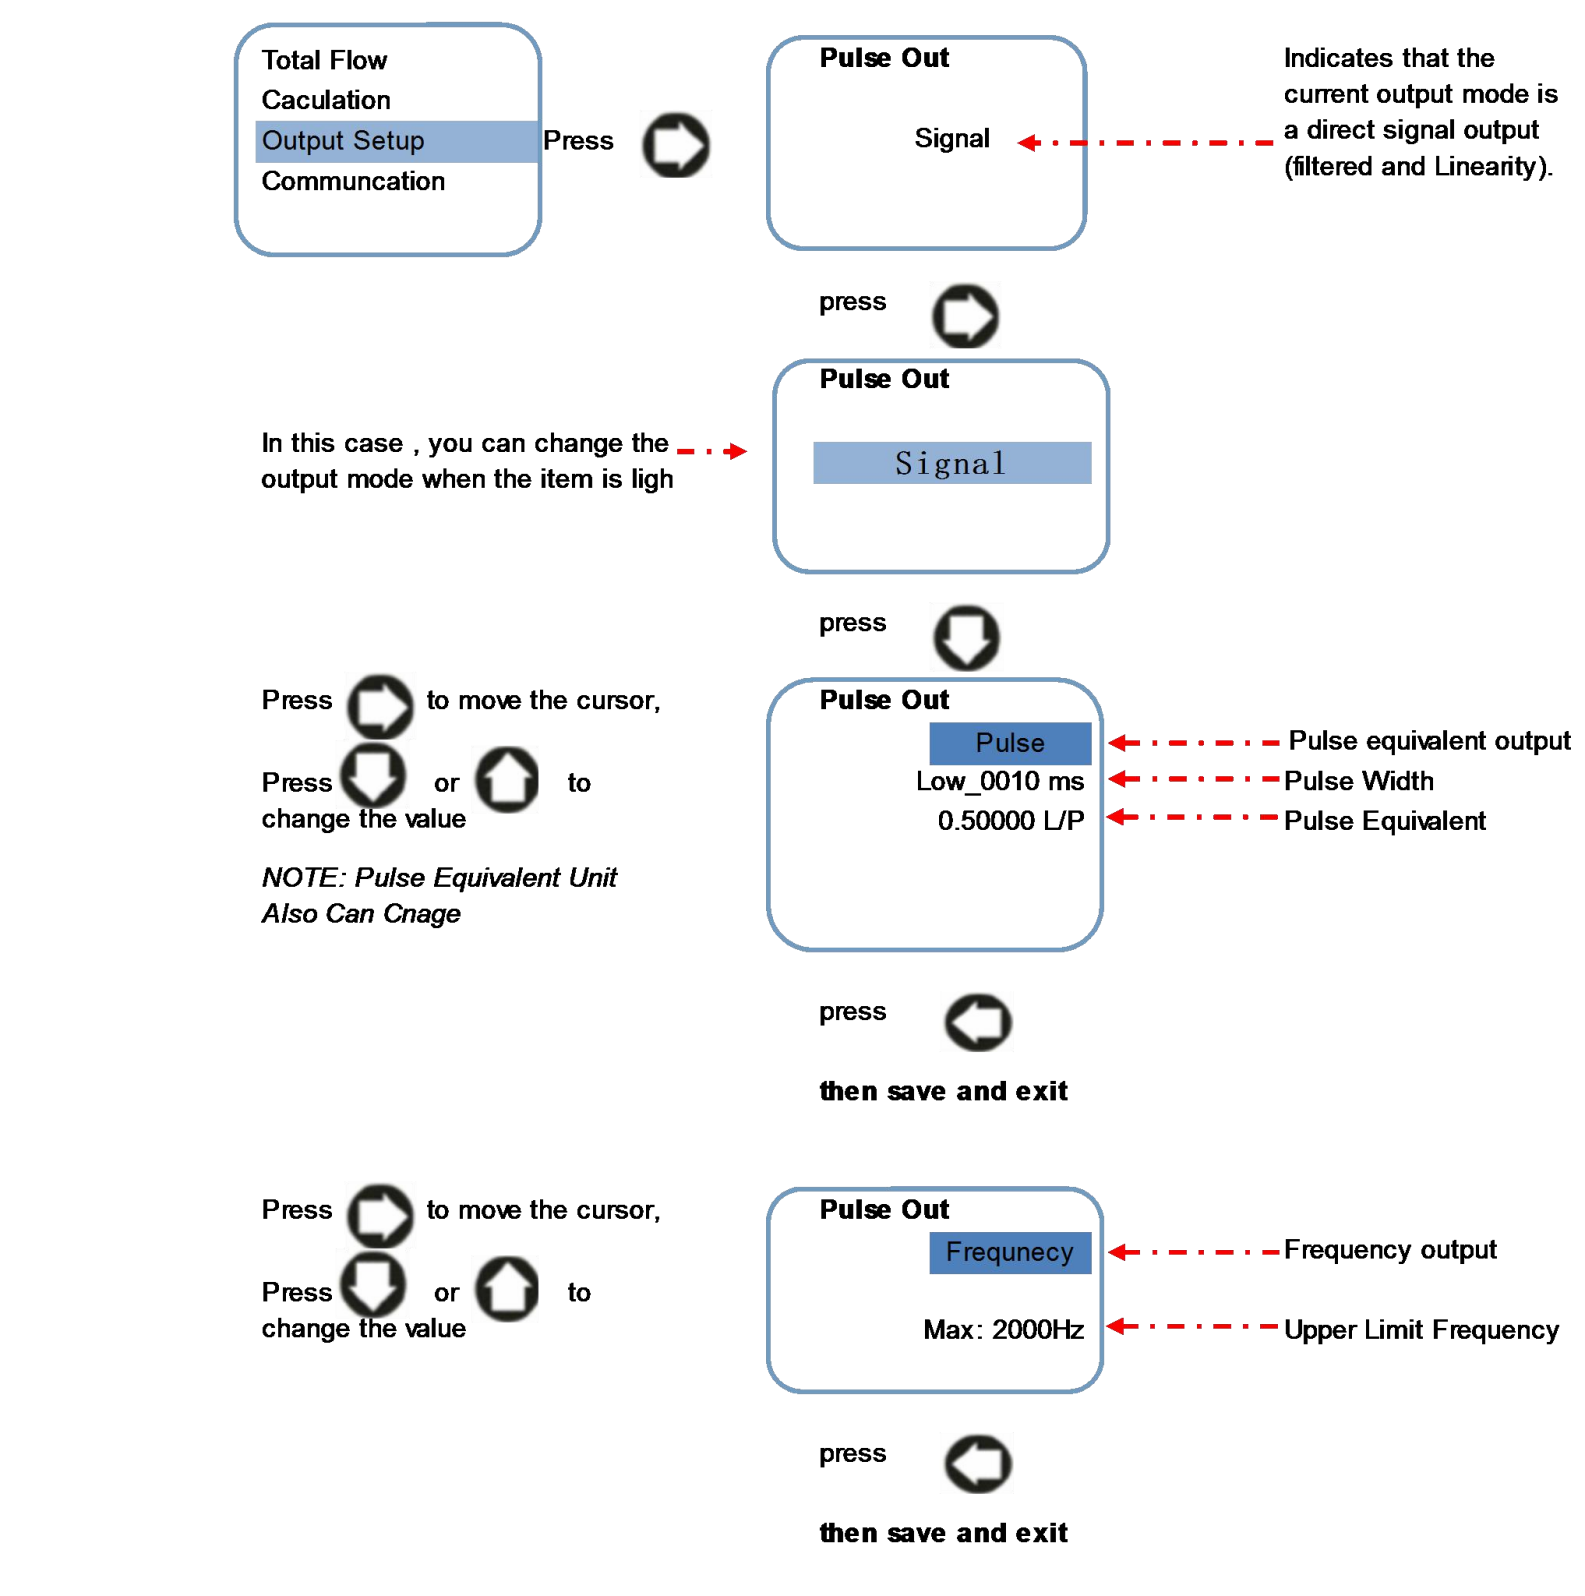 Total Flow
Caculation
Output Setup
Communcation
Press
Pulse Out
Signal
Indicates that the
current output mode is
a direct signal output
(filtered and Linearity).
press
Pulse Out
Signal
In this case , you can change the
output mode when the item is ligh
press
Press to move the cursor,
Press or to
change the value
NOTE: Pulse Equivalent Unit
Also Can Cnage
Pulse Out
Pulse
Low_0010 ms
0.50000 L/P
Pulse equivalent output
Pulse Width
Pulse Equivalent
press
then save and exit
Press to move the cursor,
Press or to
change the value
Pulse Out
Frequnecy
Max: 2000Hz
Frequency output
Upper Limit Frequency
press
then save and exit